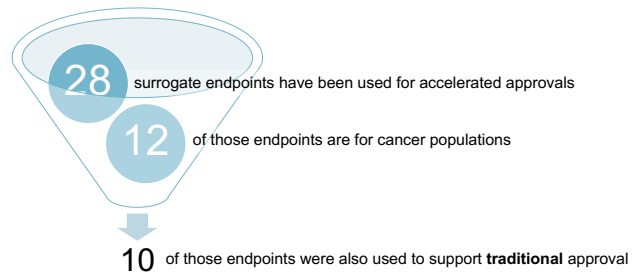 28 surrogate endpoints have been used for accelerated approvals
12 of those endpoints are for cancer populations
10 of those endpoints were also used to support traditional approval